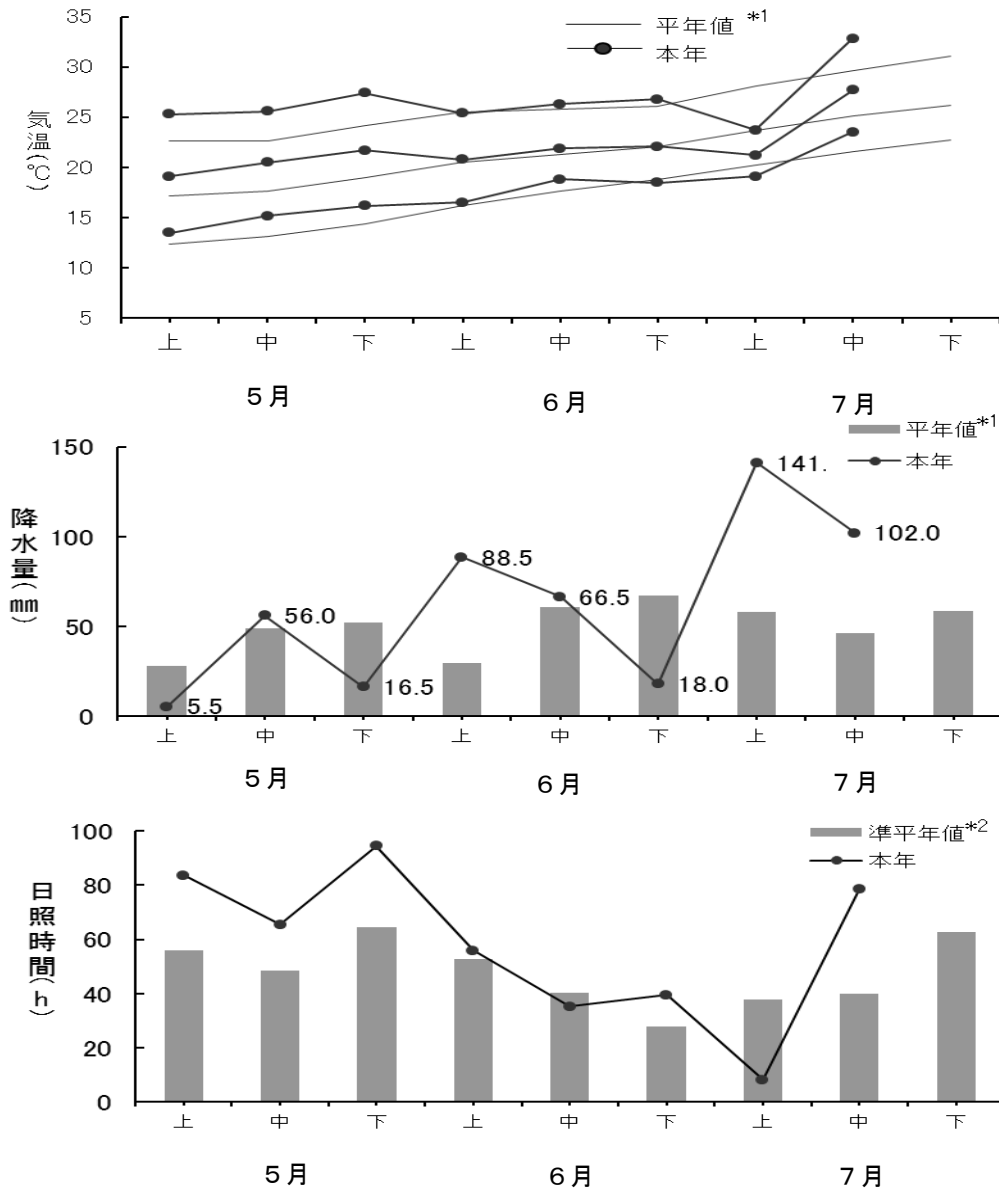 平年値 *1
本年
気温(℃)
35
30
25
20
15
10
5
上 中 下 上 中 下 上 中 下
5月 6月 7月
平年値*1
本年
降水量(mm)
150
100
50
0
5.5
56.0
16.5
88.5
66.5
18.0
141.
102.0
上 中 下 上 中 下 上 中 下
5月 6月 7月
準平年値*2
本年
日照時間(h)
100
80
60
40
20
0
上 中 下 上 中 下 上 中 下
5月 6月 7月